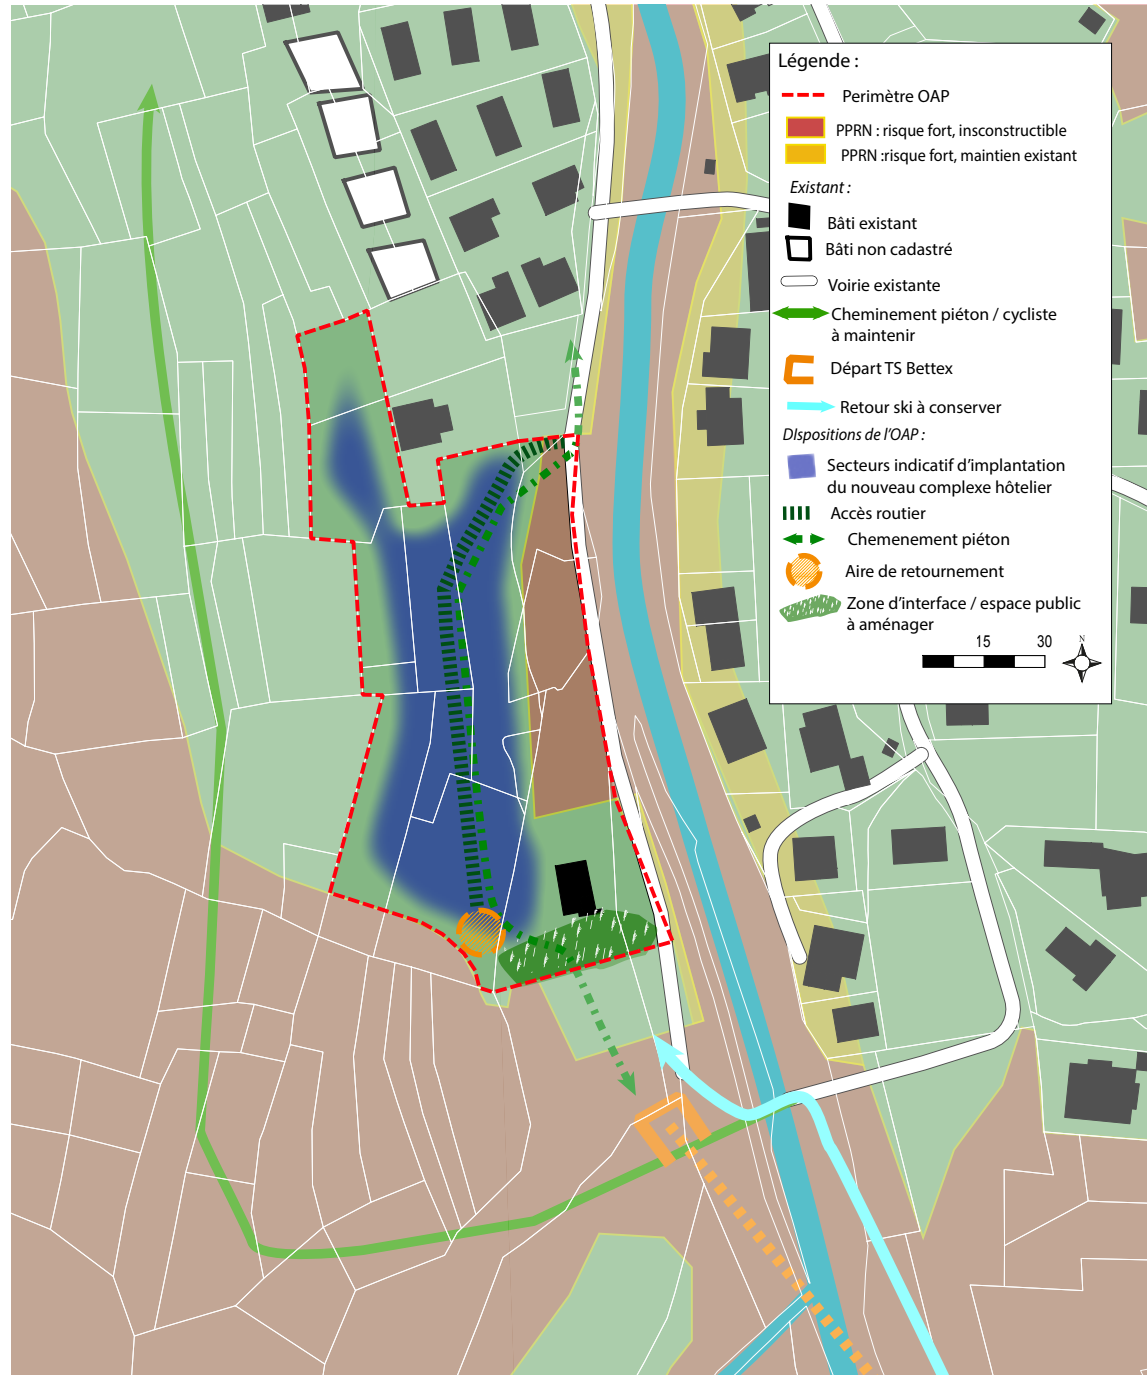 Légende :
Perimètre OAP
PPRN : risque fort, insconstructible
PPRN :risque fort, maintien existant
Existant :
Bâti existant
Bâti non cadastré
Voirie existante
Cheminement piéton / cycliste
à maintenir
Départ TS Bettex
Retour ski à conserver
DIspositions de l'OAP :
Secteurs indicatif d'implantation
du nouveau complexe hôtelier
Accès routier
Chemenement piéton
Aire de retournement
Zone d'interface / espace public
à aménager
15 30
N